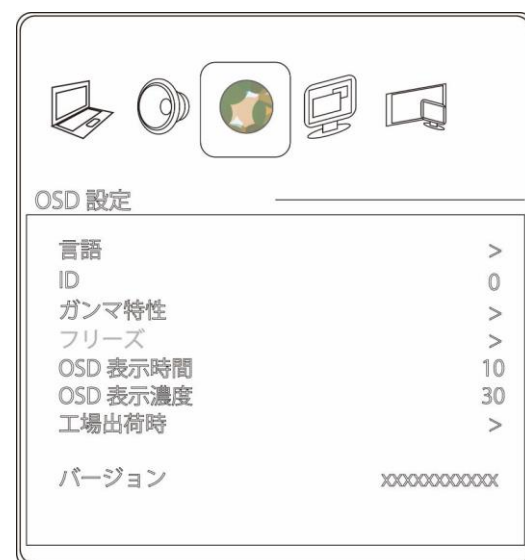 OSD 設定
言語 >
ID 0
ガンマ特性 >
フリーズ >
OSD 表示時間 10
OSD 表示濃度 30
工場出荷時 >
バージョン xxxxxxxxxxx